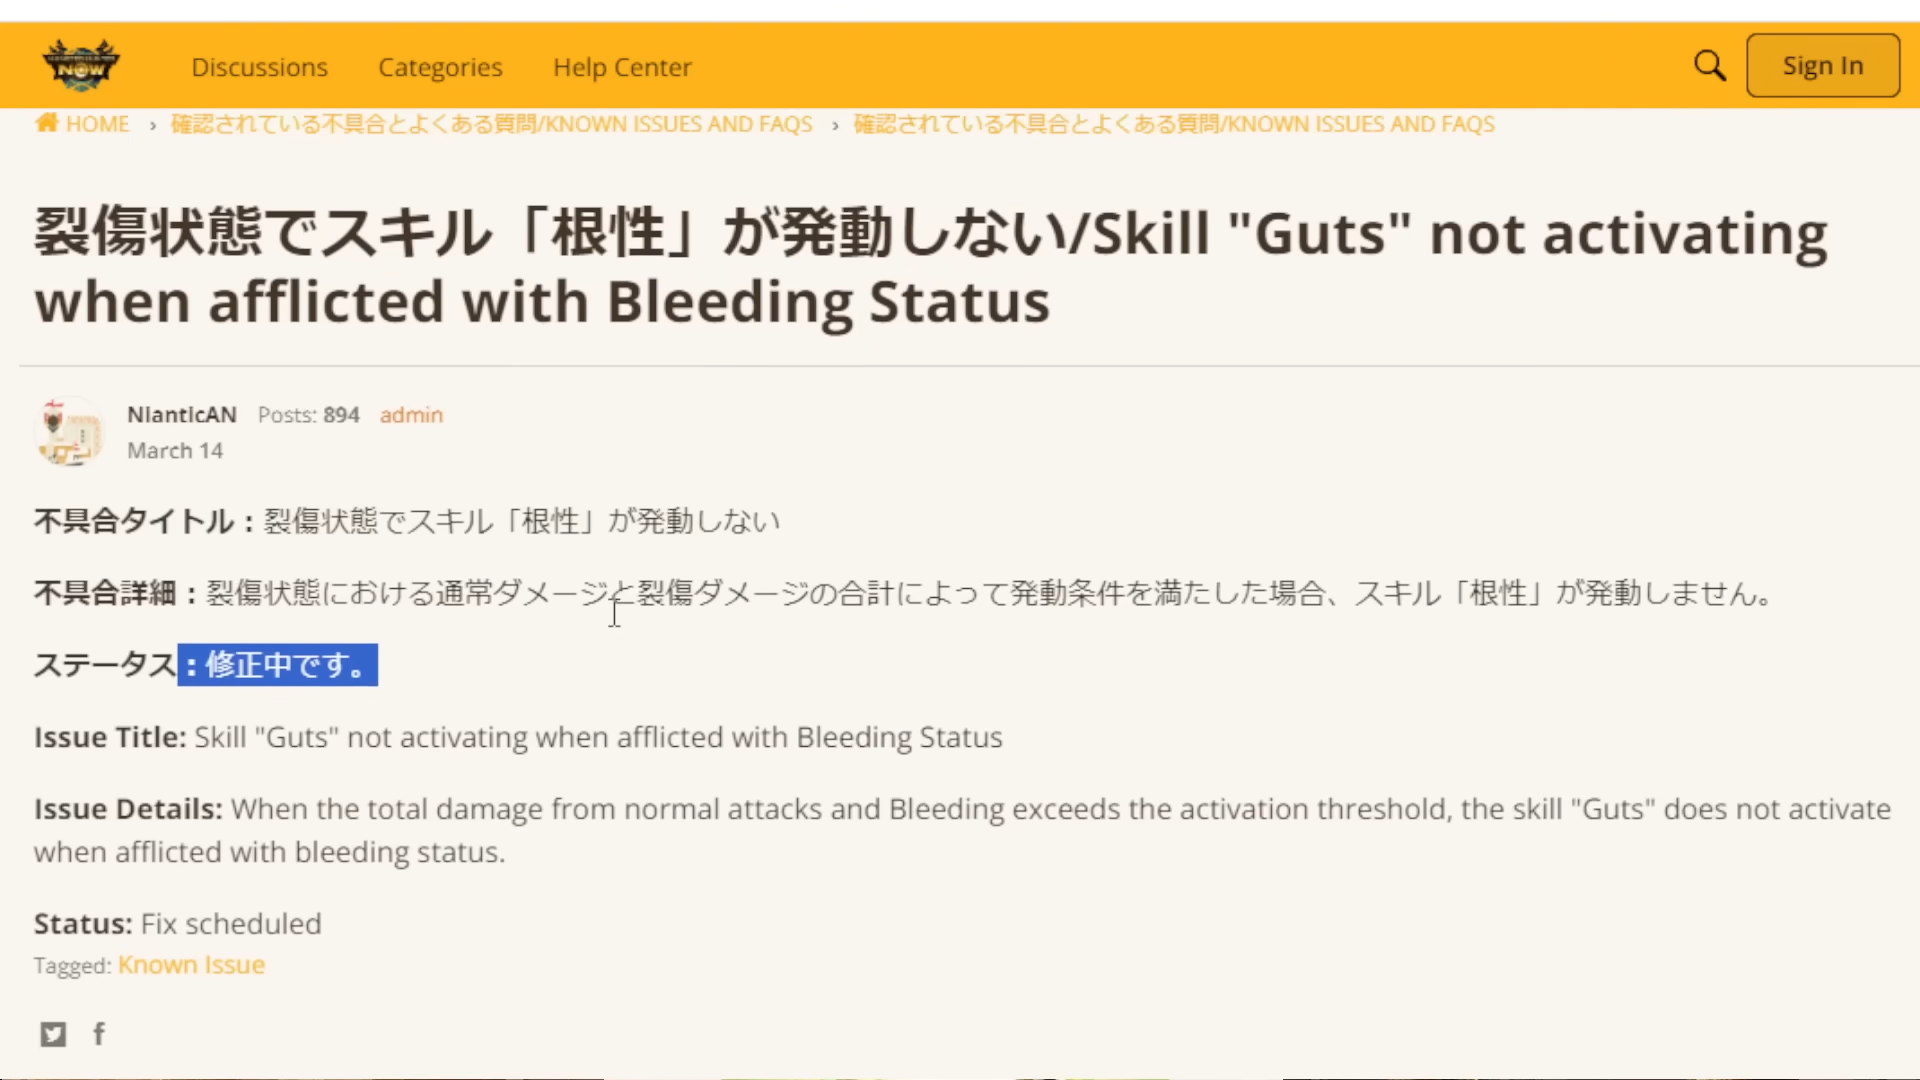 NOW
Discussions Categories Help Center
Sign In
HOME › 確認されている不具合とよくある質問/KNOWN ISSUES AND FAQS › 確認されている不具合とよくある質問/KNOWN ISSUES AND FAQS
裂傷状態でスキル「根性」が発動しない/Skill "Guts" not activating
when afflicted with Bleeding Status
NianticAN Posts: 894 admin
March 14
不具合タイトル：裂傷状態でスキル「根性」が発動しない
不具合詳細：裂傷状態における通常ダメージと裂傷ダメージの合計によって発動条件を満たした場合、スキル「根性」が発動しません。
ステータス：修正中です。
Issue Title: Skill "Guts" not activating when afflicted with Bleeding Status
Issue Details: When the total damage from normal attacks and Bleeding exceeds the activation threshold, the skill "Guts" does not activate
when afflicted with bleeding status.
Status: Fix scheduled
Tagged: Known Issue